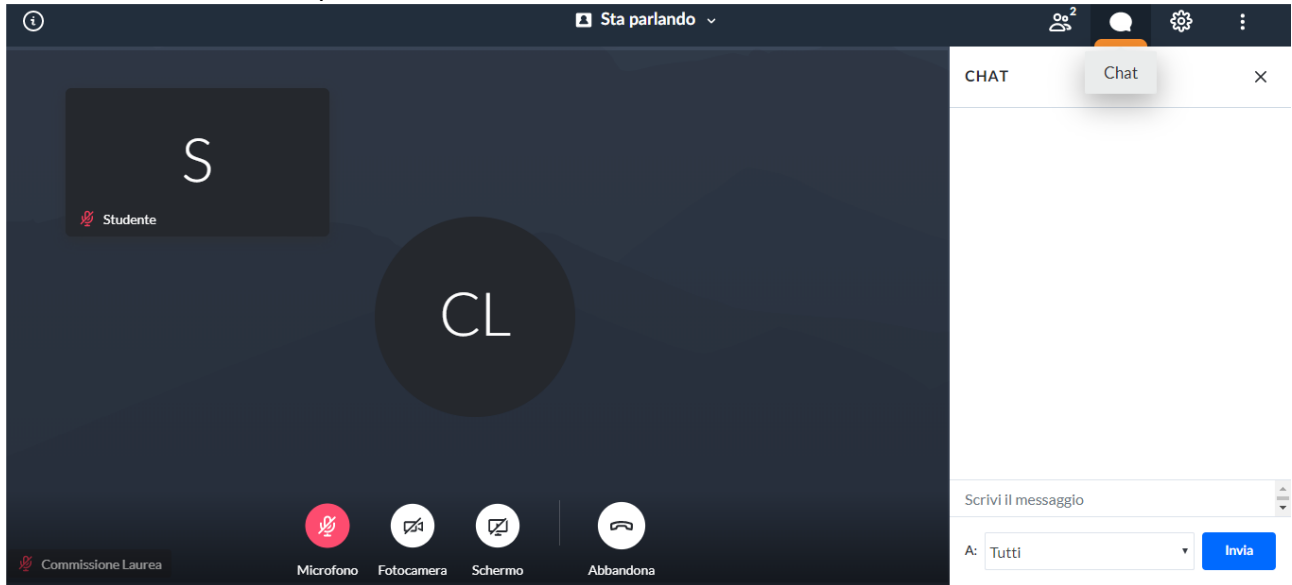 Sta parlando
2
CHAT
Chat
S
Studente
CL
Scrivi il messaggio
A: Tutti
Invia
Commissione Laurea
Microfono
Fotocamera
Schermo
Abbandona